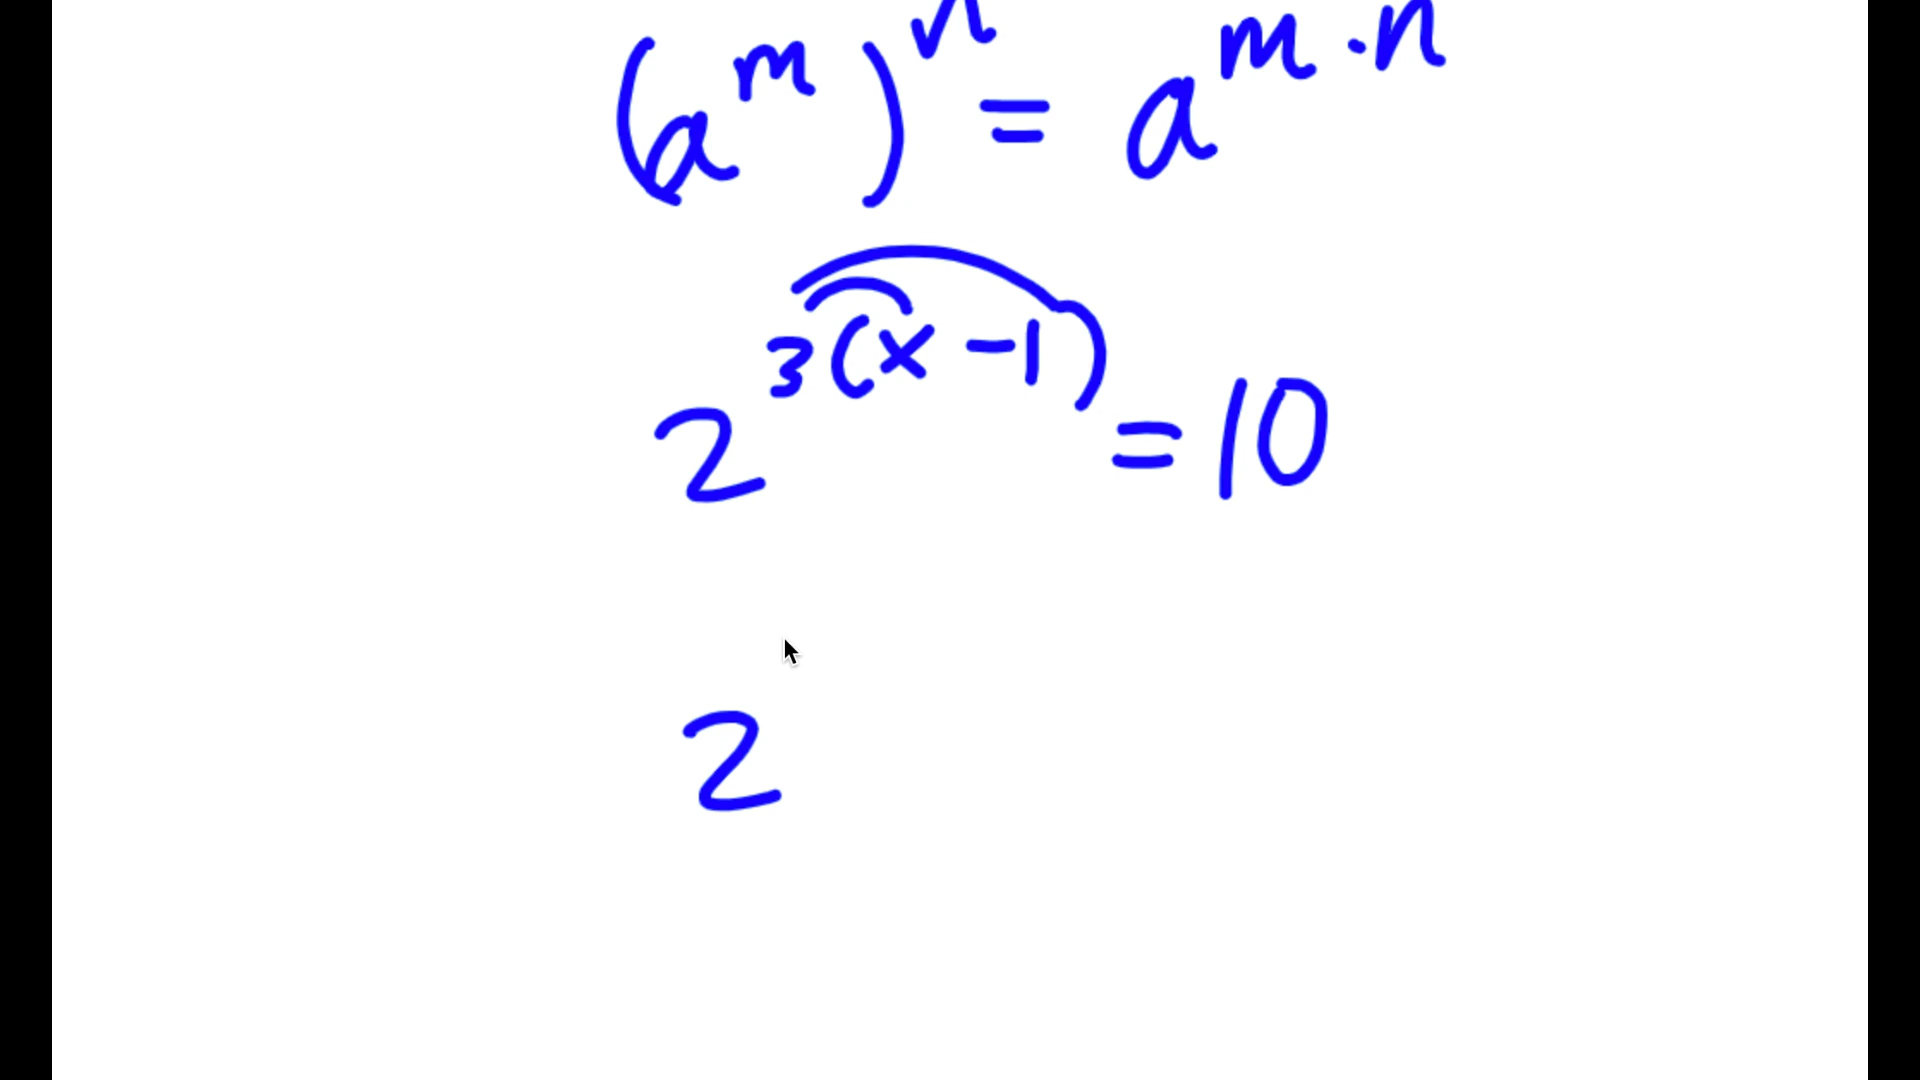 (a^m)^n = a^{m·n}
2^{3(x-1)} = 10
2